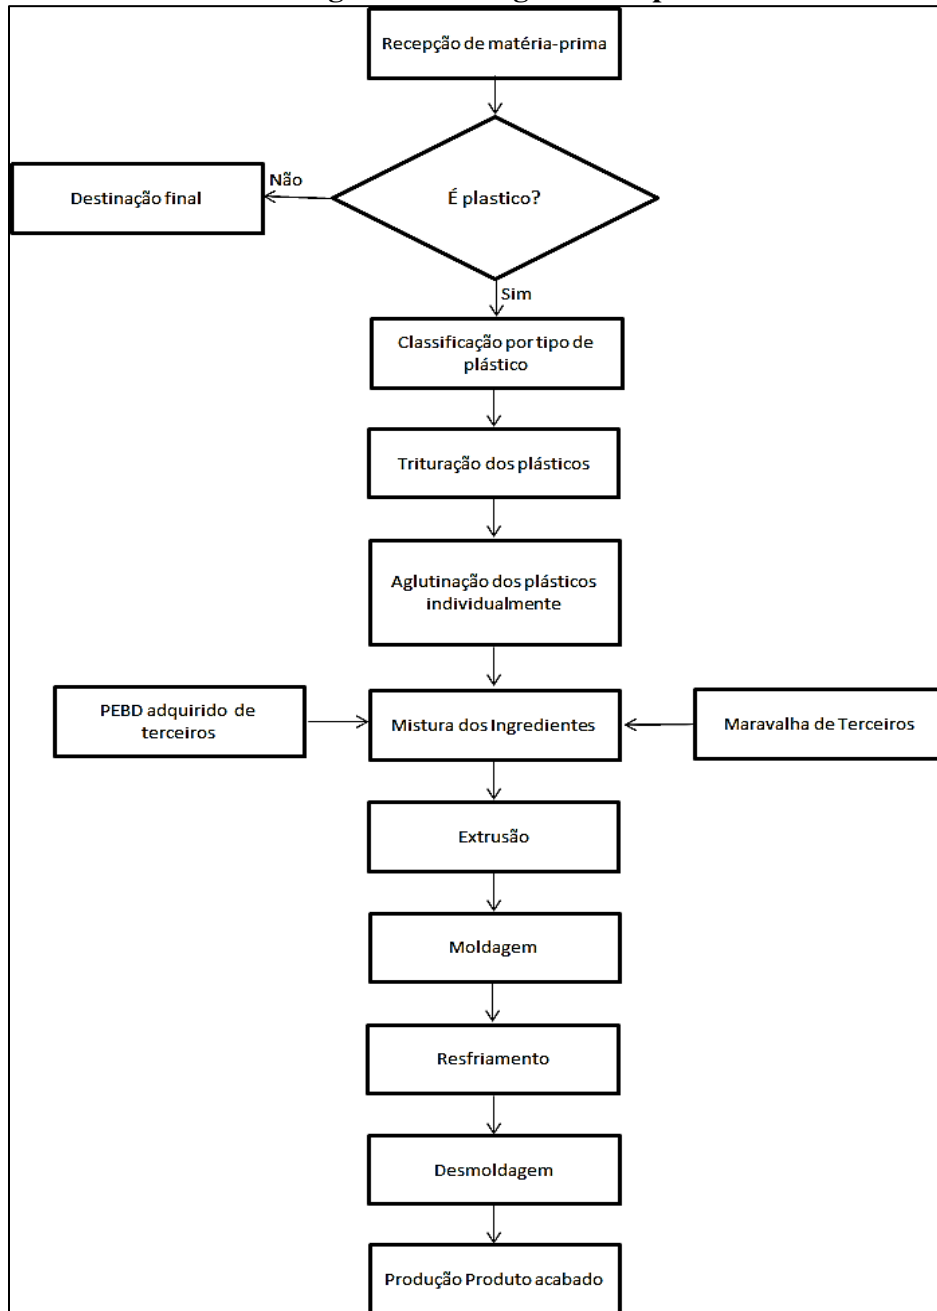 Recepção de matéria-prima
É plastico?
Não
Destinação final
Sim
Classificação por tipo de
plástico
Trituração dos plásticos
Aglutinação dos plásticos
individualmente
PEBD adquirido de
terceiros
Mistura dos Ingredientes
Maravalha de Terceiros
Extrusão
Moldagem
Resfriamento
Desmoldagem
Produção Produto acabado